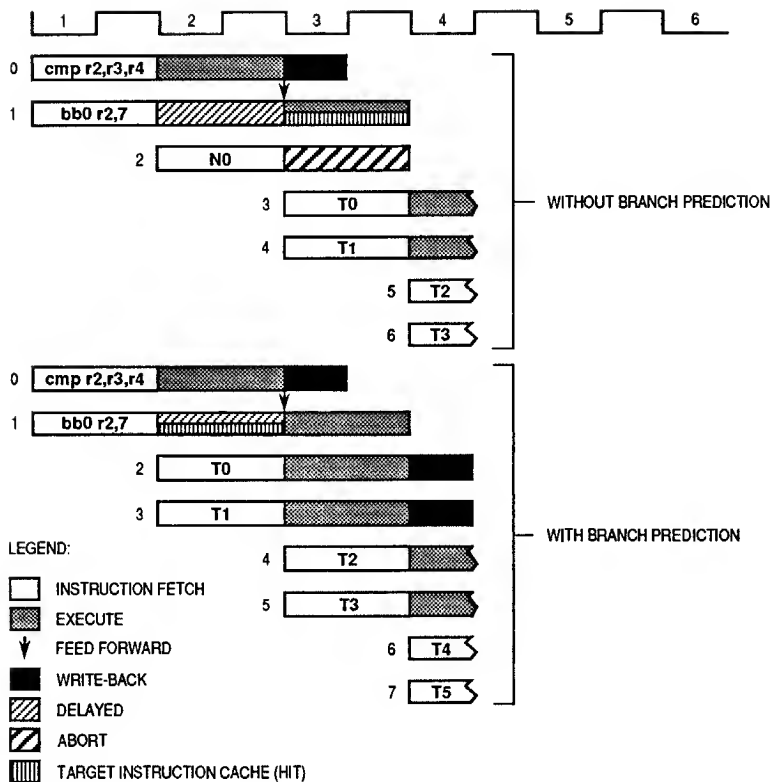 1 2 3 4 5 6
0 cmp r2,r3,r4
1 bb0 r2,7
2 N0
3 T0
WITHOUT BRANCH PREDICTION
4 T1
5 T2
6 T3
0 cmp r2,r3,r4
1 bb0 r2,7
2 T0
3 T1
WITH BRANCH PREDICTION
4 T2
5 T3
6 T4
7 T5
LEGEND:
INSTRUCTION FETCH
EXECUTE
FEED FORWARD
WRITE-BACK
DELAYED
ABORT
TARGET INSTRUCTION CACHE (HIT)